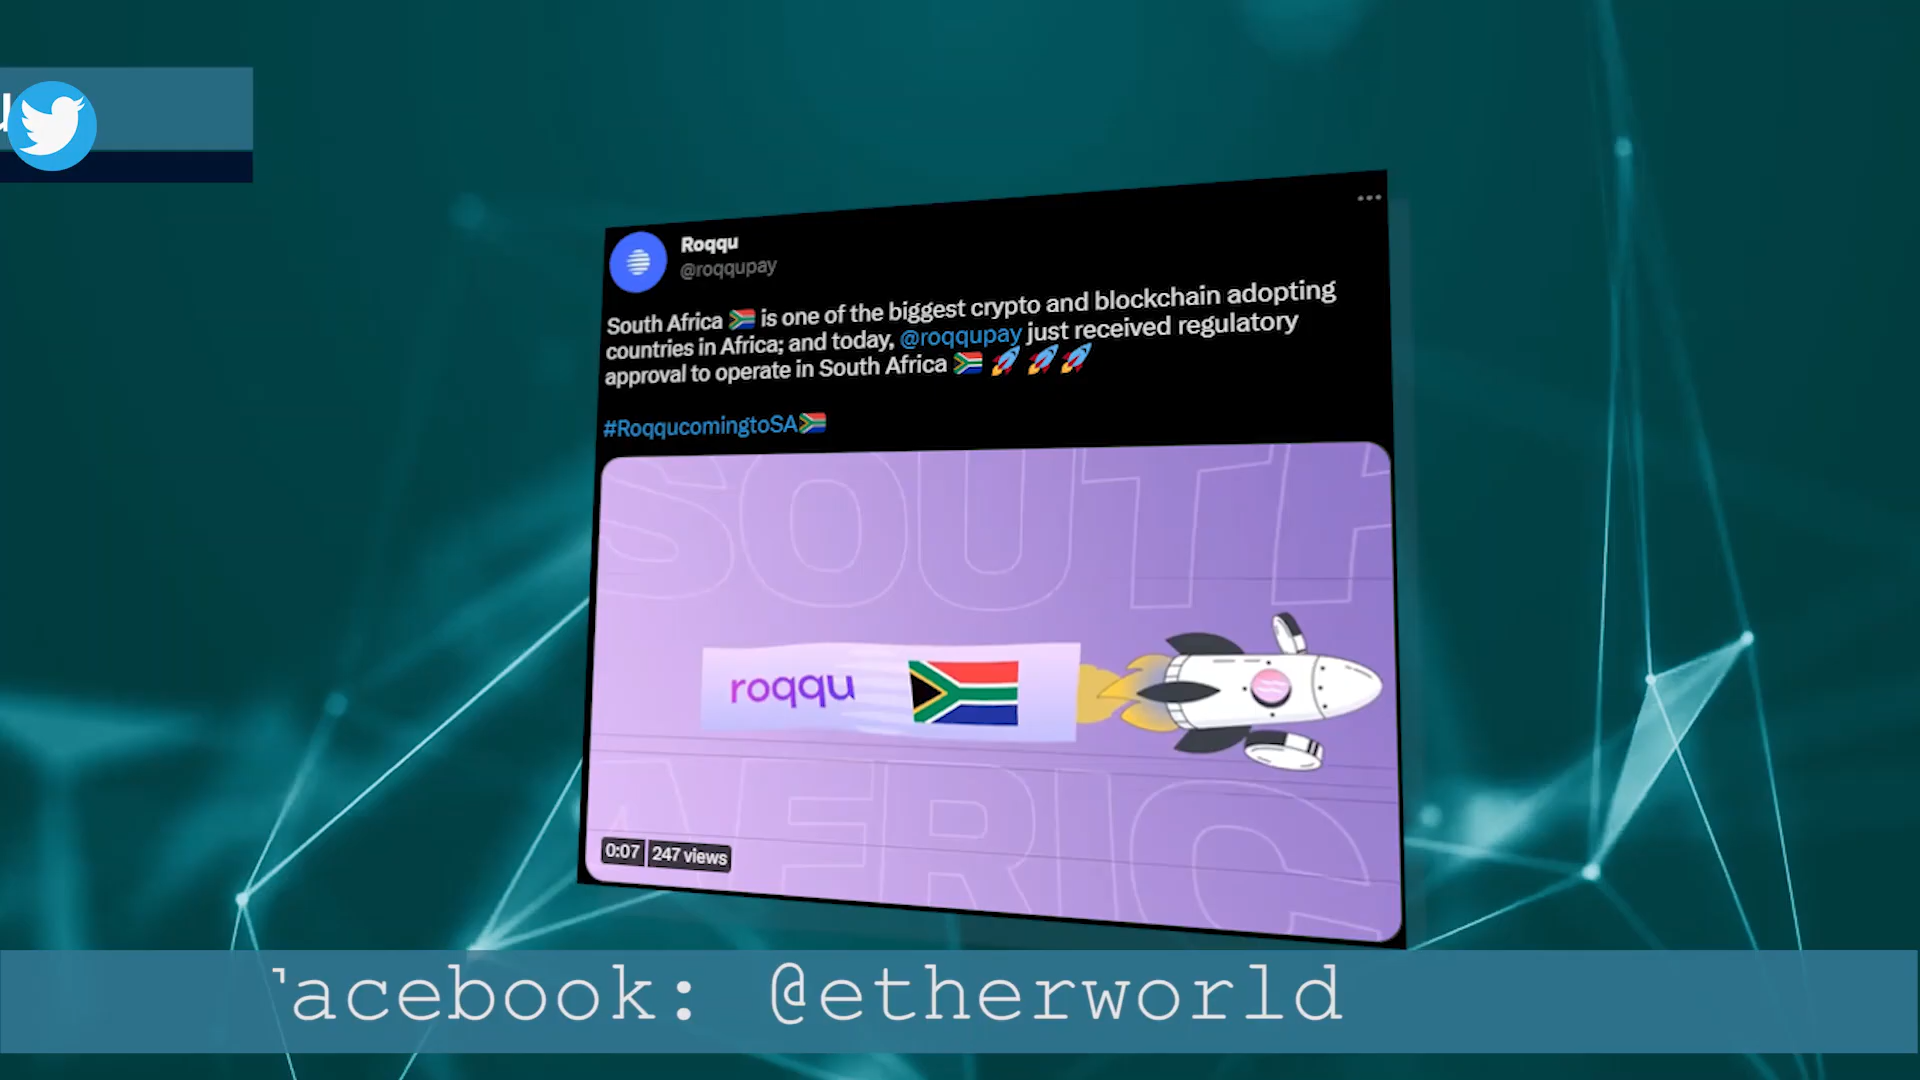 Roqqu
@roqqupay
South Africa 🇿🇦 is one of the biggest crypto and blockchain adopting
countries in Africa; and today, @roqqupay just received regulatory
approval to operate in South Africa 🇿🇦 🚀 🚀 🚀
#RoqqucomingtoSA🇿🇦
SOUTH
roqqu
AFRIC
0:07 247 views
acebook: @etherworld